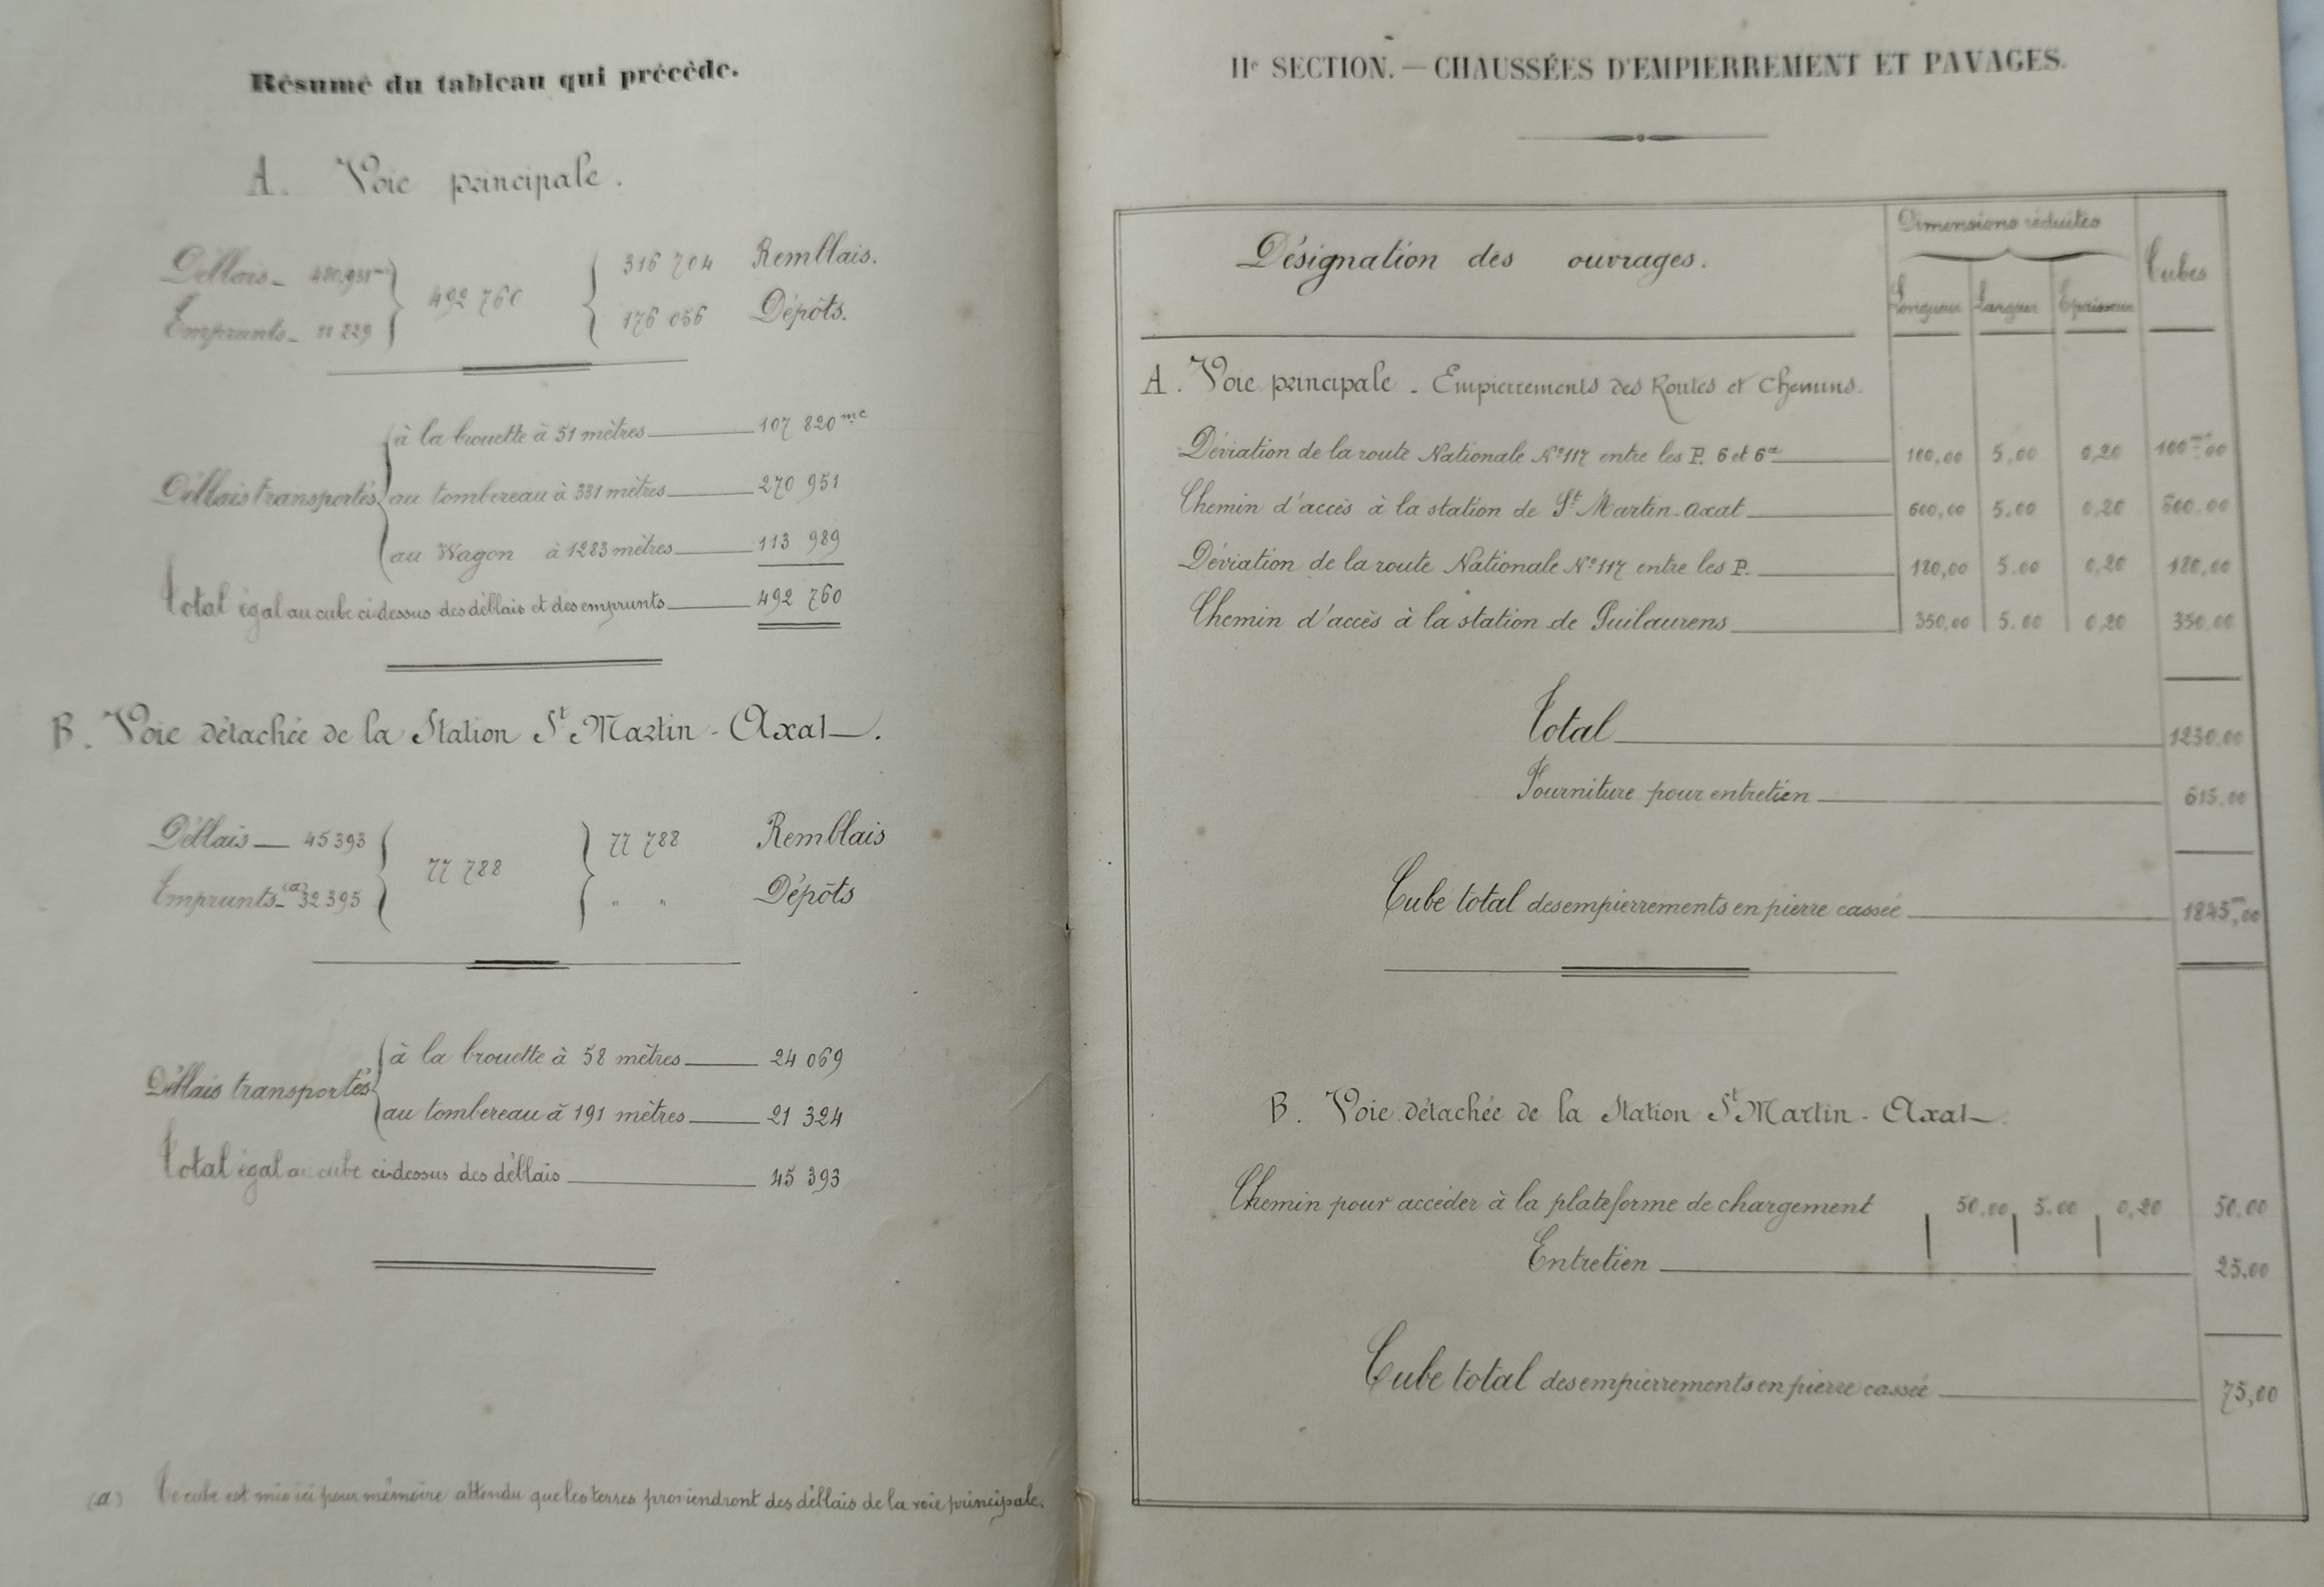 Résumé du tableau qui précède.
A. Voie principale.
Déblais _ 480.931mc } 492 760 { 316 704 Remblais.
Emprunts _ 11 829 176 056 Dépôts.
à la brouette à 51 mètres 107 820mc
Déblais transportés au tombereau à 331 mètres 270 951
au Wagon à 1283 mètres 113 989
Total égal au cube ci-dessus des déblais et des emprunts 492 760
B. Voie détachée de la Station St Martin - Axat.
Déblais _ 45 393 } 77 788 } 77 788 Remblais
Emprunts (a) _ 32 395 " " Dépôts
à la brouette à 58 mètres 24 069
Déblais transportés
au tombereau à 191 mètres 21 324
Total égal au cube ci-dessus des déblais 45 393
(a) Ce cube est mis ici pour mémoire attendu que les terres proviendront des déblais de la voie principale.
IIe SECTION. — CHAUSSÉES D'EMPIERREMENT ET PAVAGES.
Désignation des ouvrages. Dimensions réduites Cubes
Longueur Largeur Epaisseur
A. Voie principale - Empierrements des Routes et Chemins.
Déviation de la route Nationale No 117 entre les P. 6 et 6a 100,00 5,00 0,20 100mc,00
Chemin d'accès à la station de St Martin-Axat 600,00 5.00 0,20 600.00
Déviation de la route Nationale No 117 entre les P. 180,00 5.00 0,20 180,00
Chemin d'accès à la station de Puilaurens 350,00 5.00 0,20 350.00
Total 1230.00
Fourniture pour entretien 615,00
Cube total des empierrements en pierre cassée 1845m,00
B. Voie détachée de la Station St Martin - Axat.
Chemin pour accéder à la plateforme de chargement 50,00 5.00 0,20 50,00
Entretien 25,00
Cube total des empierrements en pierre cassée 75,00